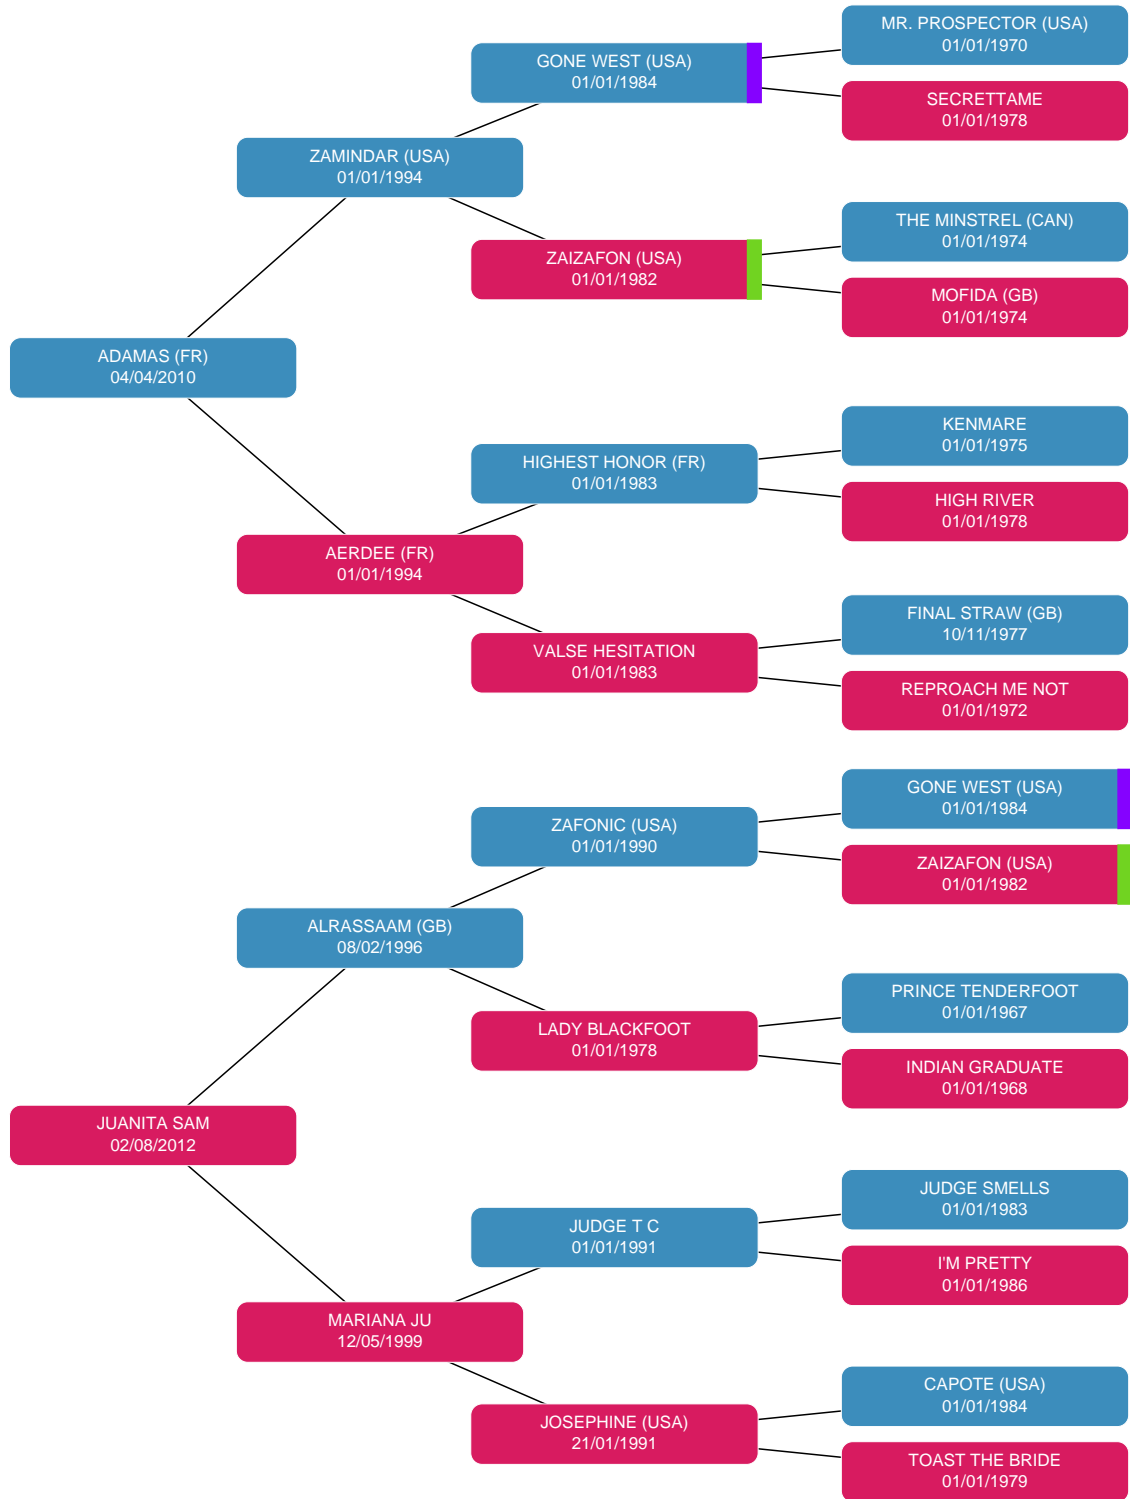 MR. PROSPECTOR (USA)
01/01/1970
GONE WEST (USA)
01/01/1984
SECRETTAME
01/01/1978
ZAMINDAR (USA)
01/01/1994
THE MINSTREL (CAN)
01/01/1974
ZAIZAFON (USA)
01/01/1982
MOFIDA (GB)
01/01/1974
ADAMAS (FR)
04/04/2010
KENMARE
01/01/1975
HIGHEST HONOR (FR)
01/01/1983
HIGH RIVER
01/01/1978
AERDEE (FR)
01/01/1994
FINAL STRAW (GB)
10/11/1977
VALSE HESITATION
01/01/1983
REPROACH ME NOT
01/01/1972
GONE WEST (USA)
01/01/1984
ZAFONIC (USA)
01/01/1990
ZAIZAFON (USA)
01/01/1982
ALRASSAAM (GB)
08/02/1996
PRINCE TENDERFOOT
01/01/1967
LADY BLACKFOOT
01/01/1978
INDIAN GRADUATE
01/01/1968
JUANITA SAM
02/08/2012
JUDGE SMELLS
01/01/1983
JUDGE T C
01/01/1991
I'M PRETTY
01/01/1986
MARIANA JU
12/05/1999
CAPOTE (USA)
01/01/1984
JOSEPHINE (USA)
21/01/1991
TOAST THE BRIDE
01/01/1979